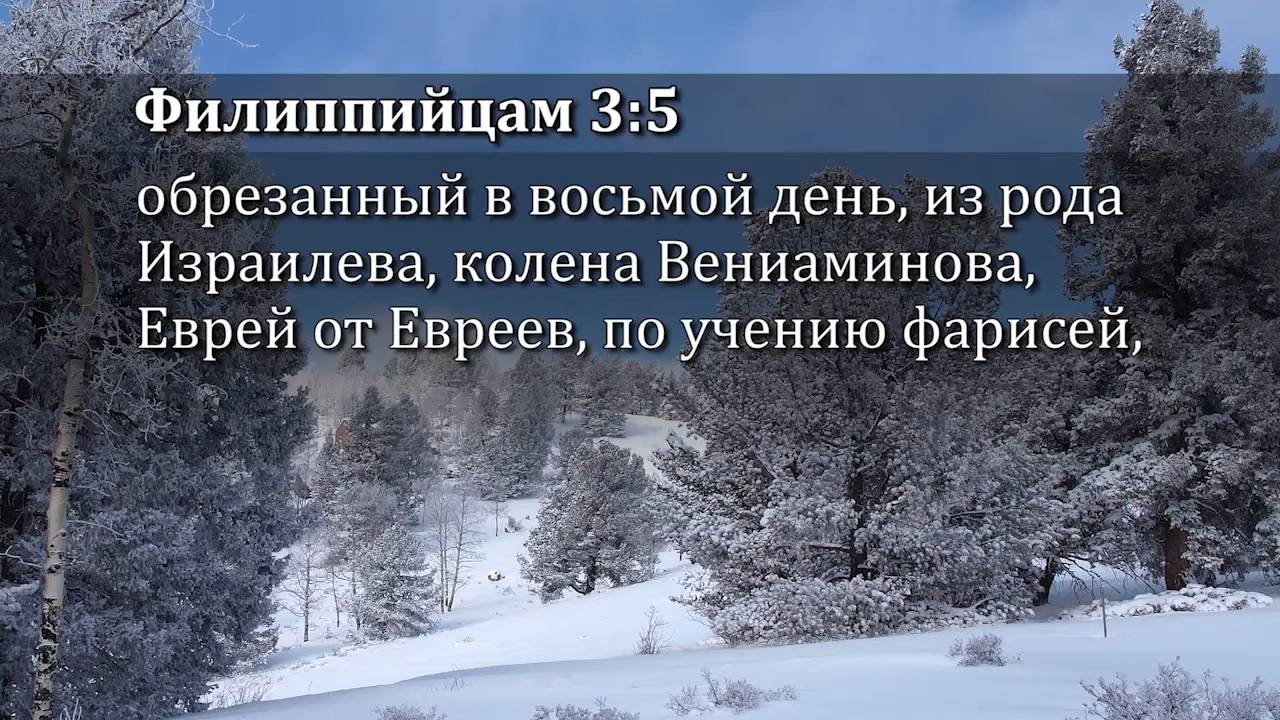 Филиппийцам 3:5
обрезанный в восьмой день, из рода
Израилева, колена Вениаминова,
Еврей от Евреев, по учению фарисей,